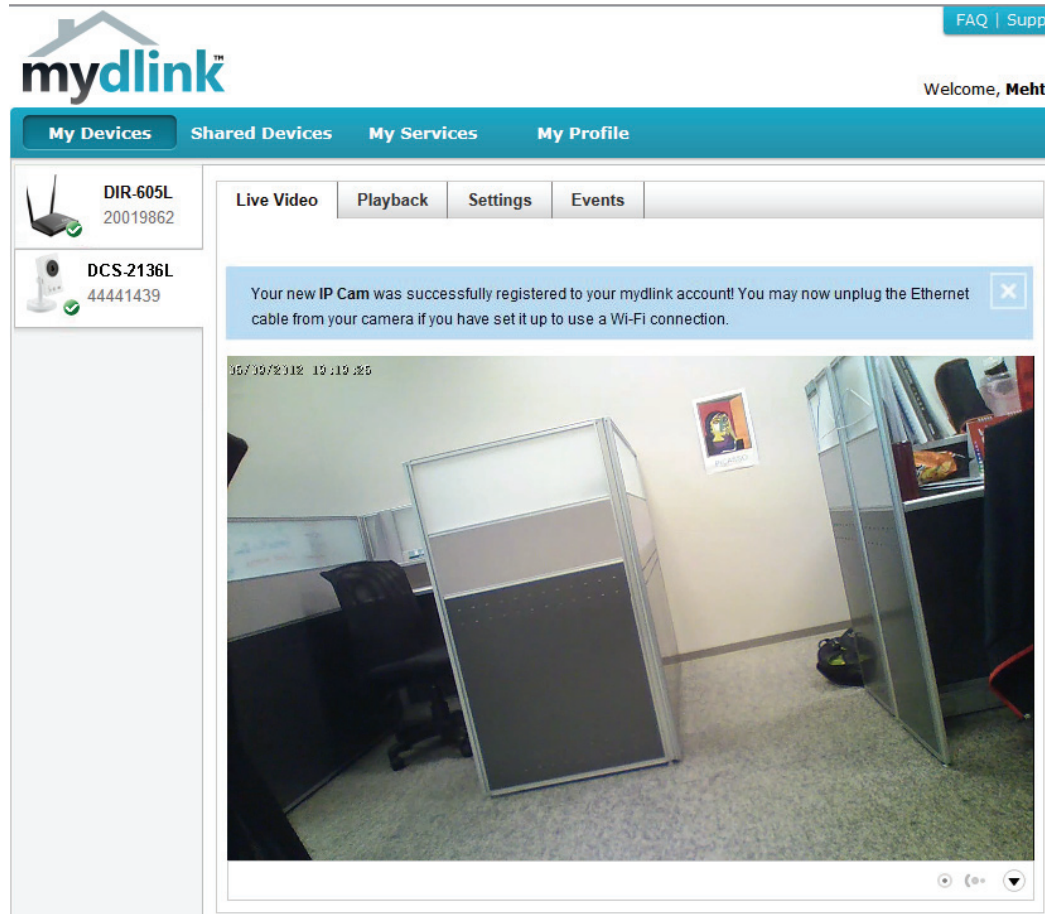 FAQ | Supp
mydlink™
Welcome, Meht
My Devices Shared Devices My Services My Profile
DIR-605L
20019862
DCS-2136L
44441439
Live Video Playback Settings Events
Your new IP Cam was successfully registered to your mydlink account! You may now unplug the Ethernet
cable from your camera if you have set it up to use a Wi-Fi connection.
PICASSO